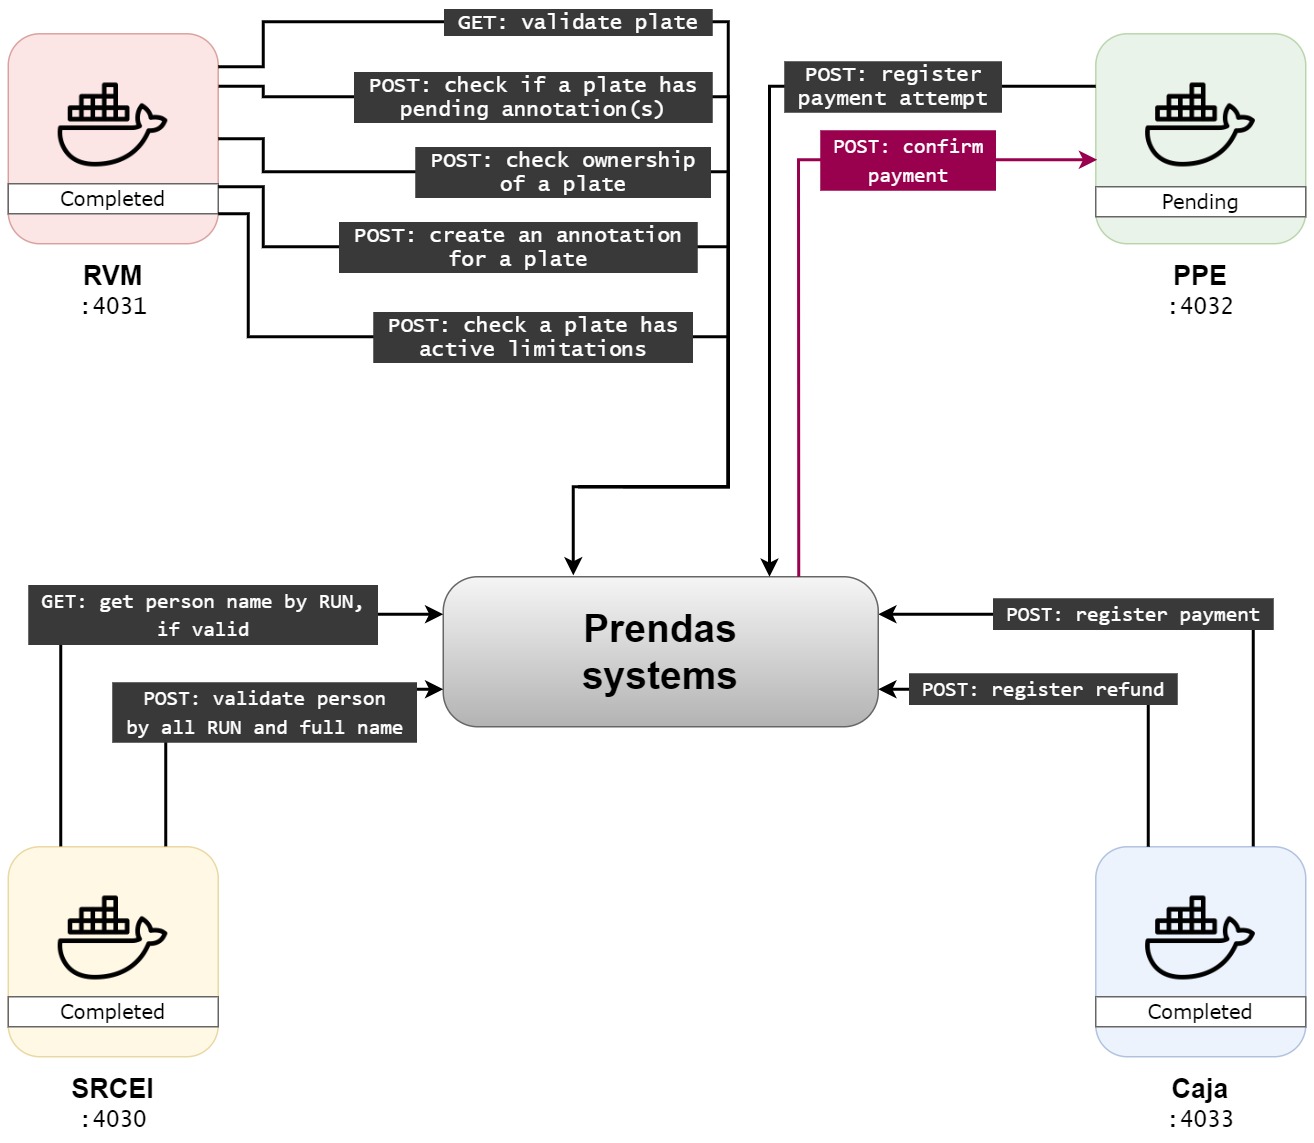 GET: validate plate
POST: check if a plate has
pending annotation(s)
POST: check ownership
of a plate
POST: create an annotation
for a plate
POST: check a plate has
active limitations
Completed
RVM
:4031
POST: register
payment attempt
POST: confirm
payment
Pending
PPE
:4032
GET: get person name by RUN,
if valid
POST: validate person
by all RUN and full name
Prendas
systems
POST: register payment
POST: register refund
Completed
SRCEI
:4030
Completed
Caja
:4033